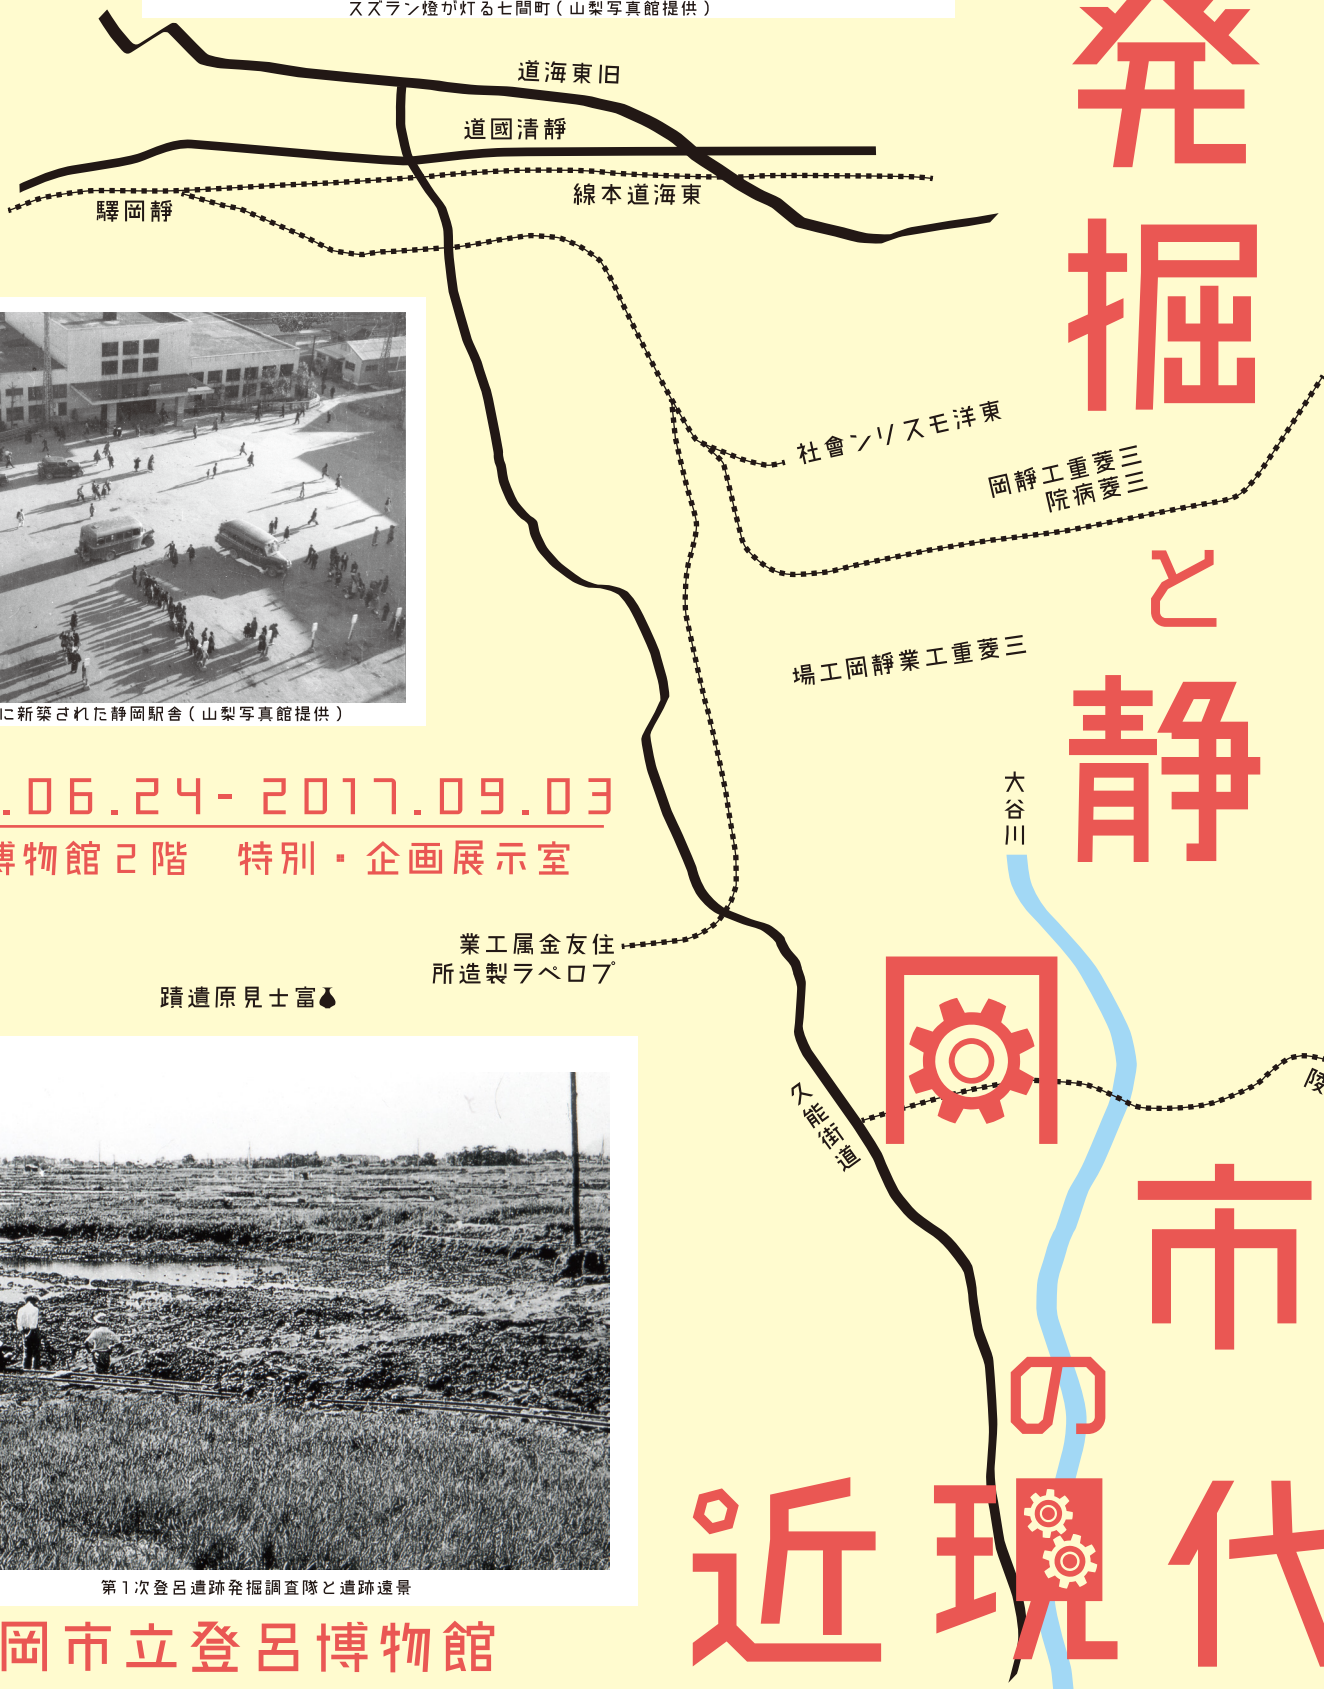 スズラン燈が灯る七間町(山梨写真館提供)
発掘と静岡市の
近現代
旧東海道
靜清國道
東海道本線
靜岡驛
東洋モスリン會社
三菱重工靜岡
三菱病院
三菱重工業靜岡工場
に新築された静岡駅舎(山梨写真館提供)
.06.24-2017.09.03
博物館2階 特別・企画展示室
大谷川
住友金属工業
プロペラ製造所
富士見原遺蹟
久能街道
第1次登呂遺跡発掘調査隊と遺跡遠景
岡市立登呂博物館